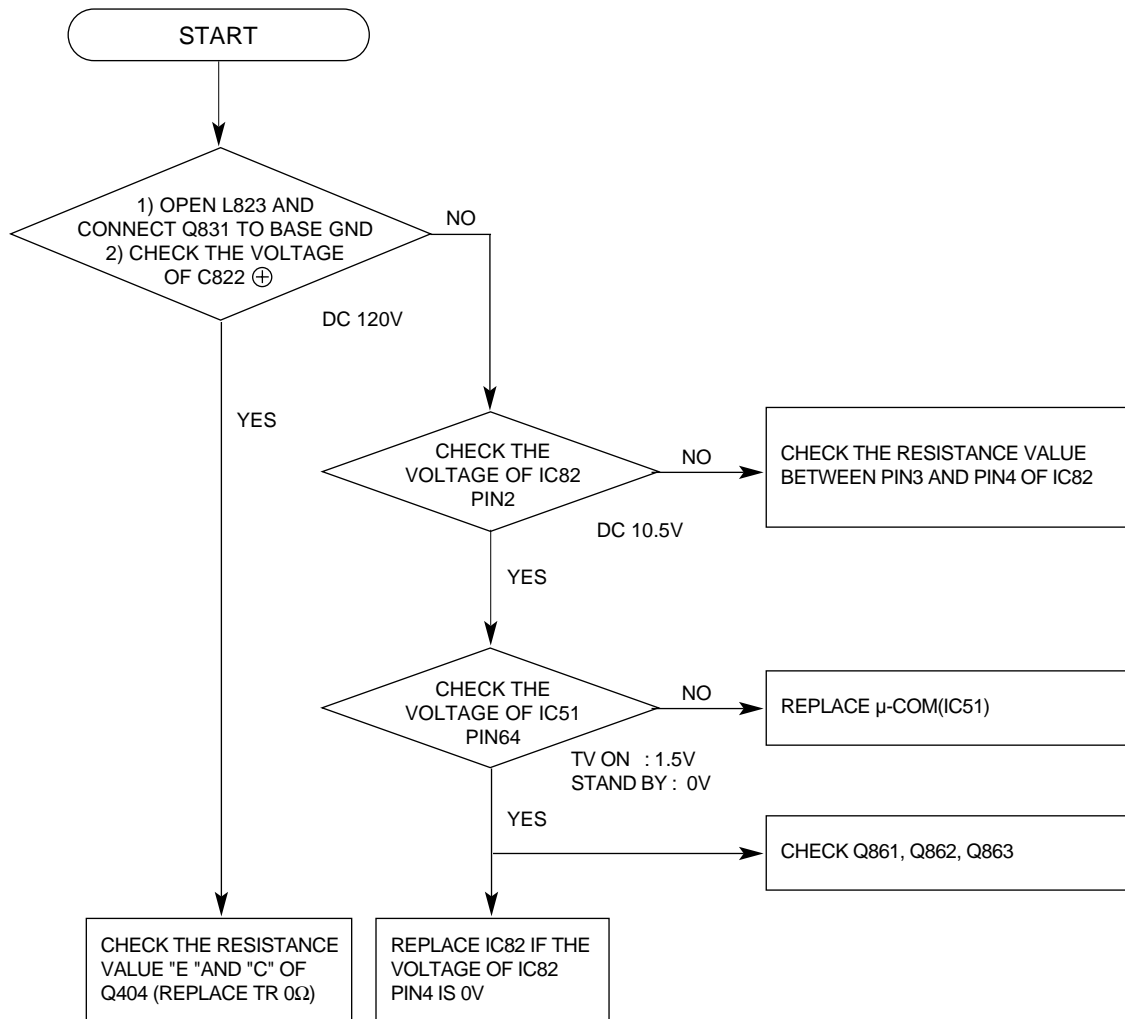 START
1) OPEN L823 AND
CONNECT Q831 TO BASE GND
2) CHECK THE VOLTAGE
OF C822 ⊕
NO
DC 120V
YES
CHECK THE
VOLTAGE OF IC82
PIN2
NO
DC 10.5V
CHECK THE RESISTANCE VALUE
BETWEEN PIN3 AND PIN4 OF IC82
YES
CHECK THE
VOLTAGE OF IC51
PIN64
NO
TV ON : 1.5V
STAND BY : 0V
REPLACE µ-COM(IC51)
YES
CHECK Q861, Q862, Q863
CHECK THE RESISTANCE
VALUE "E "AND "C" OF
Q404 (REPLACE TR 0Ω)
REPLACE IC82 IF THE
VOLTAGE OF IC82
PIN4 IS 0V